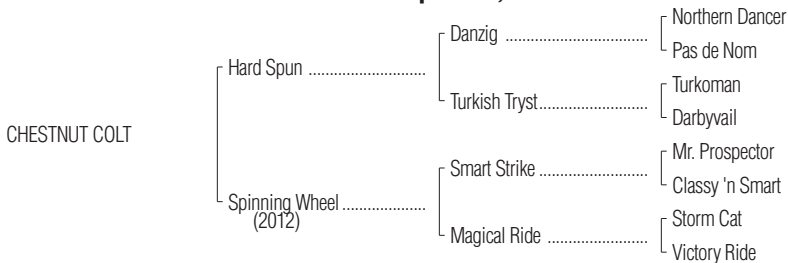 Northern Dancer
Danzig ....................................
Pas de Nom
Hard Spun .............................
Turkoman
Turkish Tryst...........................
Darbyvail
CHESTNUT COLT
Mr. Prospector
Smart Strike ...........................
Classy 'n Smart
Spinning Wheel .....................
(2012)
Storm Cat
Magical Ride .........................
Victory Ride